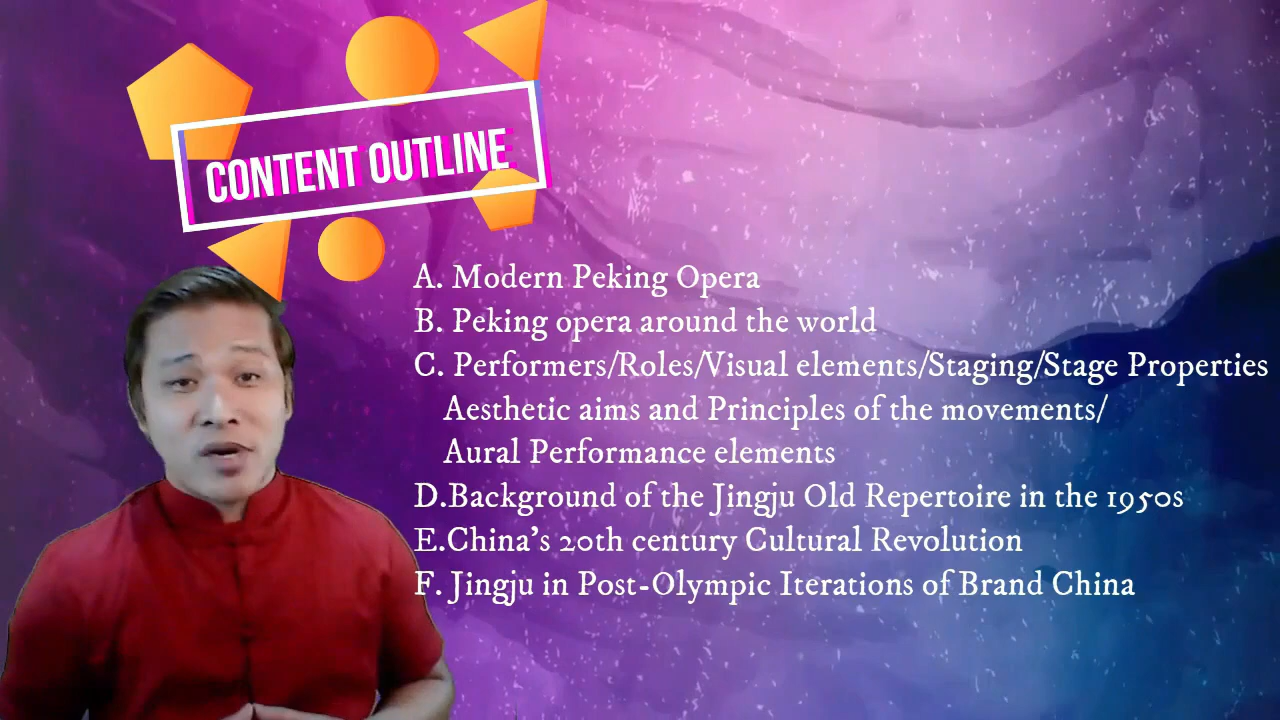 CONTENT OUTLINE
A. Modern Peking Opera
B. Peking opera around the world
C. Performers/Roles/Visual elements/Staging/Stage Properties
Aesthetic aims and Principles of the movements/
Aural Performance elements
D.Background of the Jingju Old Repertoire in the 1950s
E.China's 20th century Cultural Revolution
F. Jingju in Post-Olympic Iterations of Brand China